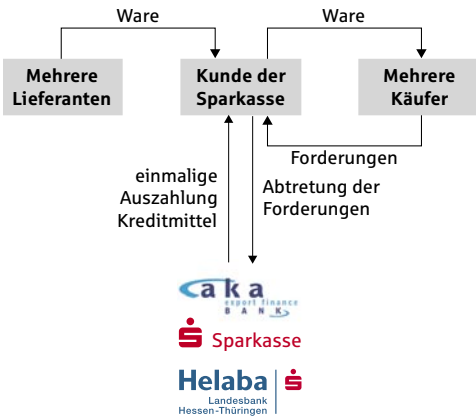 Ware
Ware
Mehrere
Lieferanten
Kunde der
Sparkasse
Mehrere
Käufer
Forderungen
einmalige
Auszahlung
Kreditmittel
Abtretung der
Forderungen
aka
export finance
BANK
Sparkasse
Helaba
Landesbank
Hessen-Thüringen